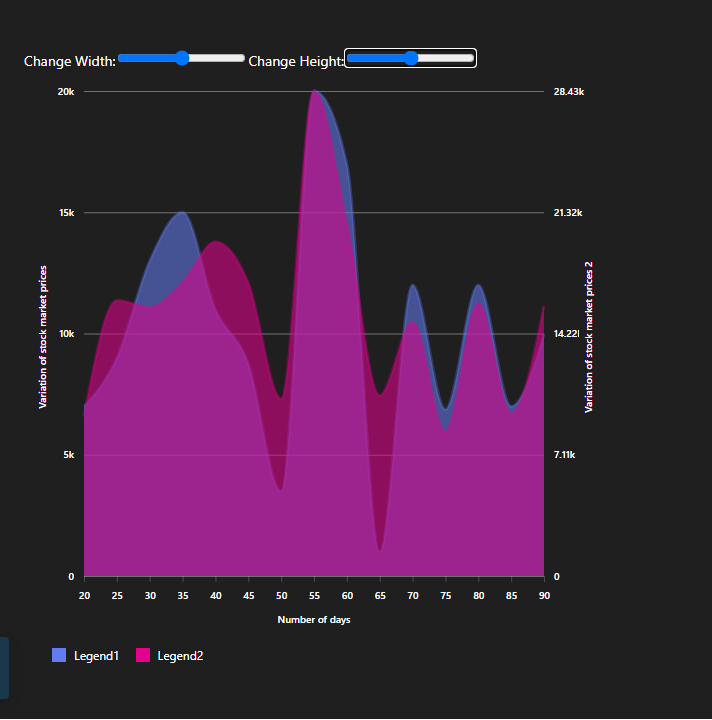 Change Width: Change Height:
20k 28.43k
15k 21.32k
10k 14.22
5k 7.11k
0 0
Variation of stock market prices
Variation of stock market prices 2
20 25 30 35 40 45 50 55 60 65 70 75 80 85 90
Number of days
Legend1 Legend2